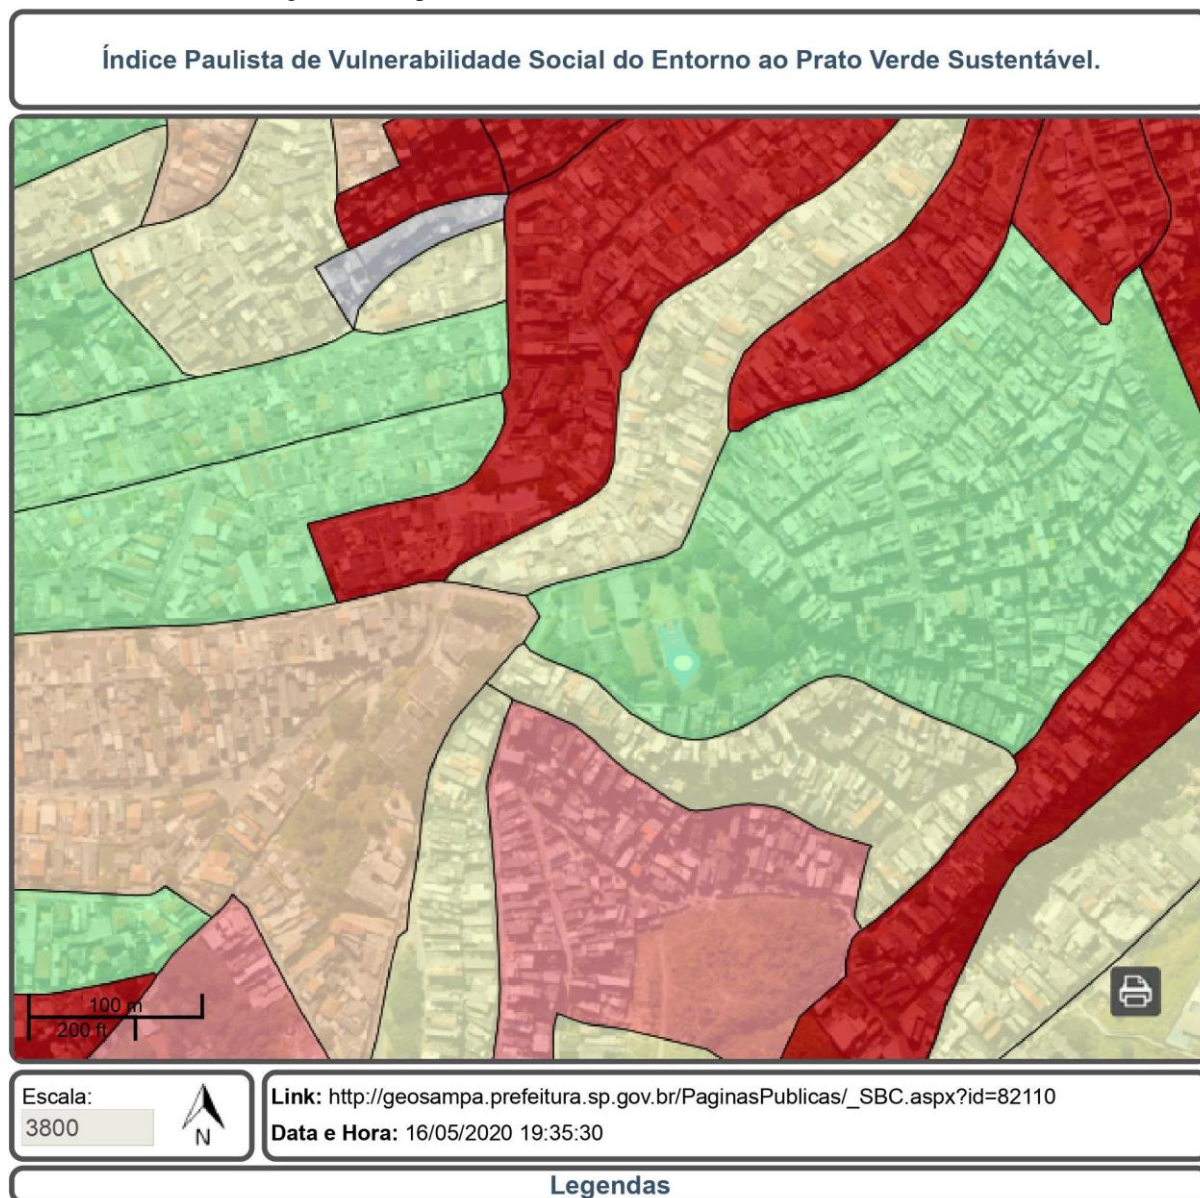 Índice Paulista de Vulnerabilidade Social do Entorno ao Prato Verde Sustentável.
100 m
200 ft
Escala:
3800
N
Link: http://geosampa.prefeitura.sp.gov.br/PaginasPublicas/_SBC.aspx?id=82110
Data e Hora: 16/05/2020 19:35:30
Legendas